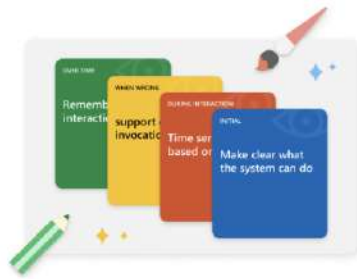 OVER TIME
Rememb
interactio
WHEN WRONG
support
invocatio
DURING INTERACTION
Time ser
based or
INITIAL
Make clear what
the system can do